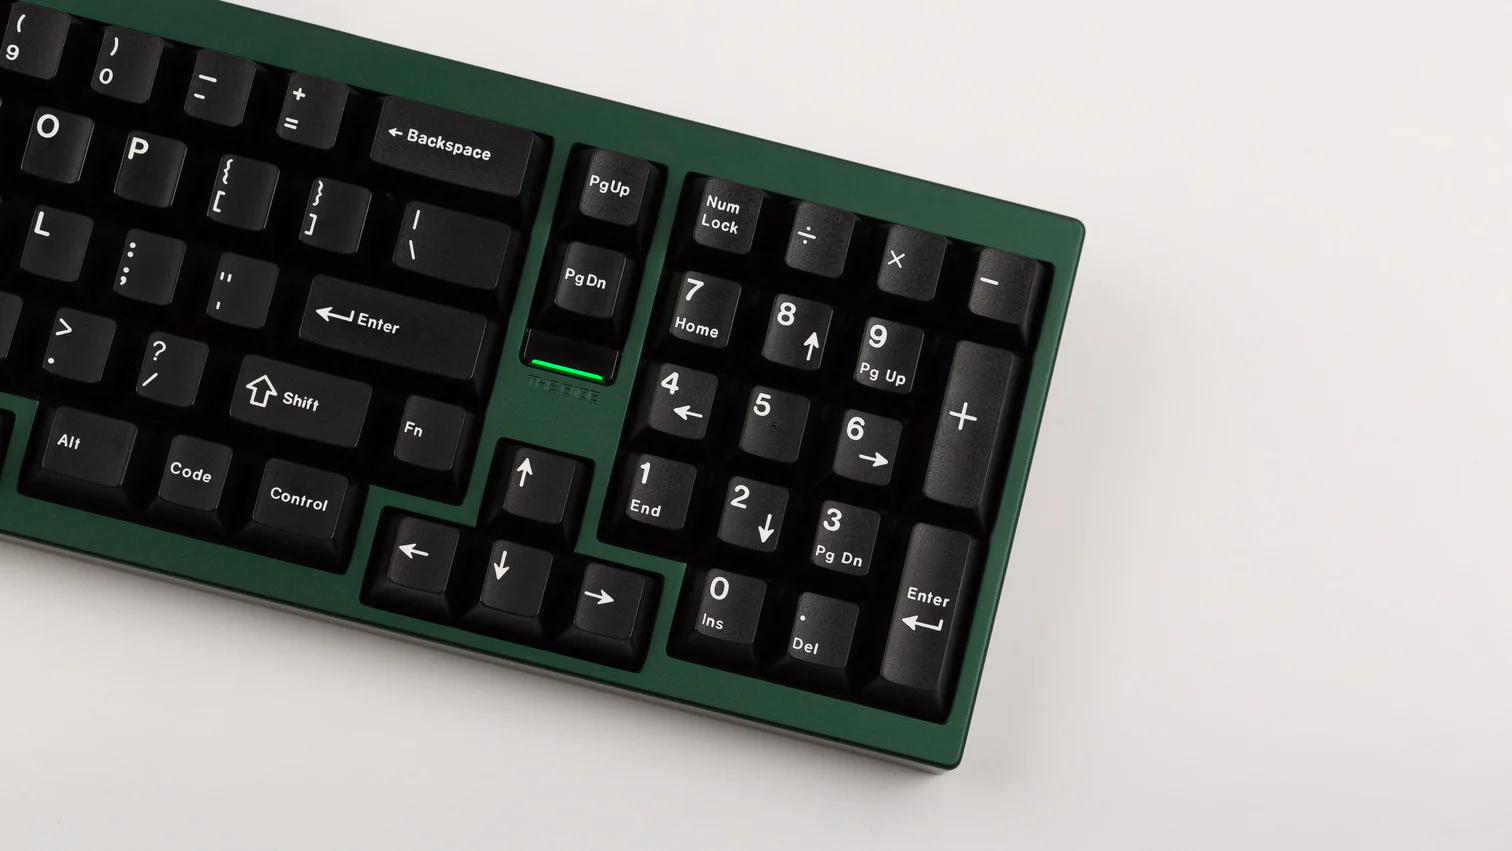 ( ) _ +
9 0 - =
← Backspace
PgUp
Num
Lock
÷
×
−
O
P
{
[
}
]
|
\
PgDn
7
Home
8
↑
9
Pg Up
+
L
:
;
"
'
Enter
4
←
5
6
→
>
.
?
/
Shift
Fn
1
End
2
↓
3
Pg Dn
Enter
Alt
Code
Control
↑
←
↓
→
0
Ins
.
Del